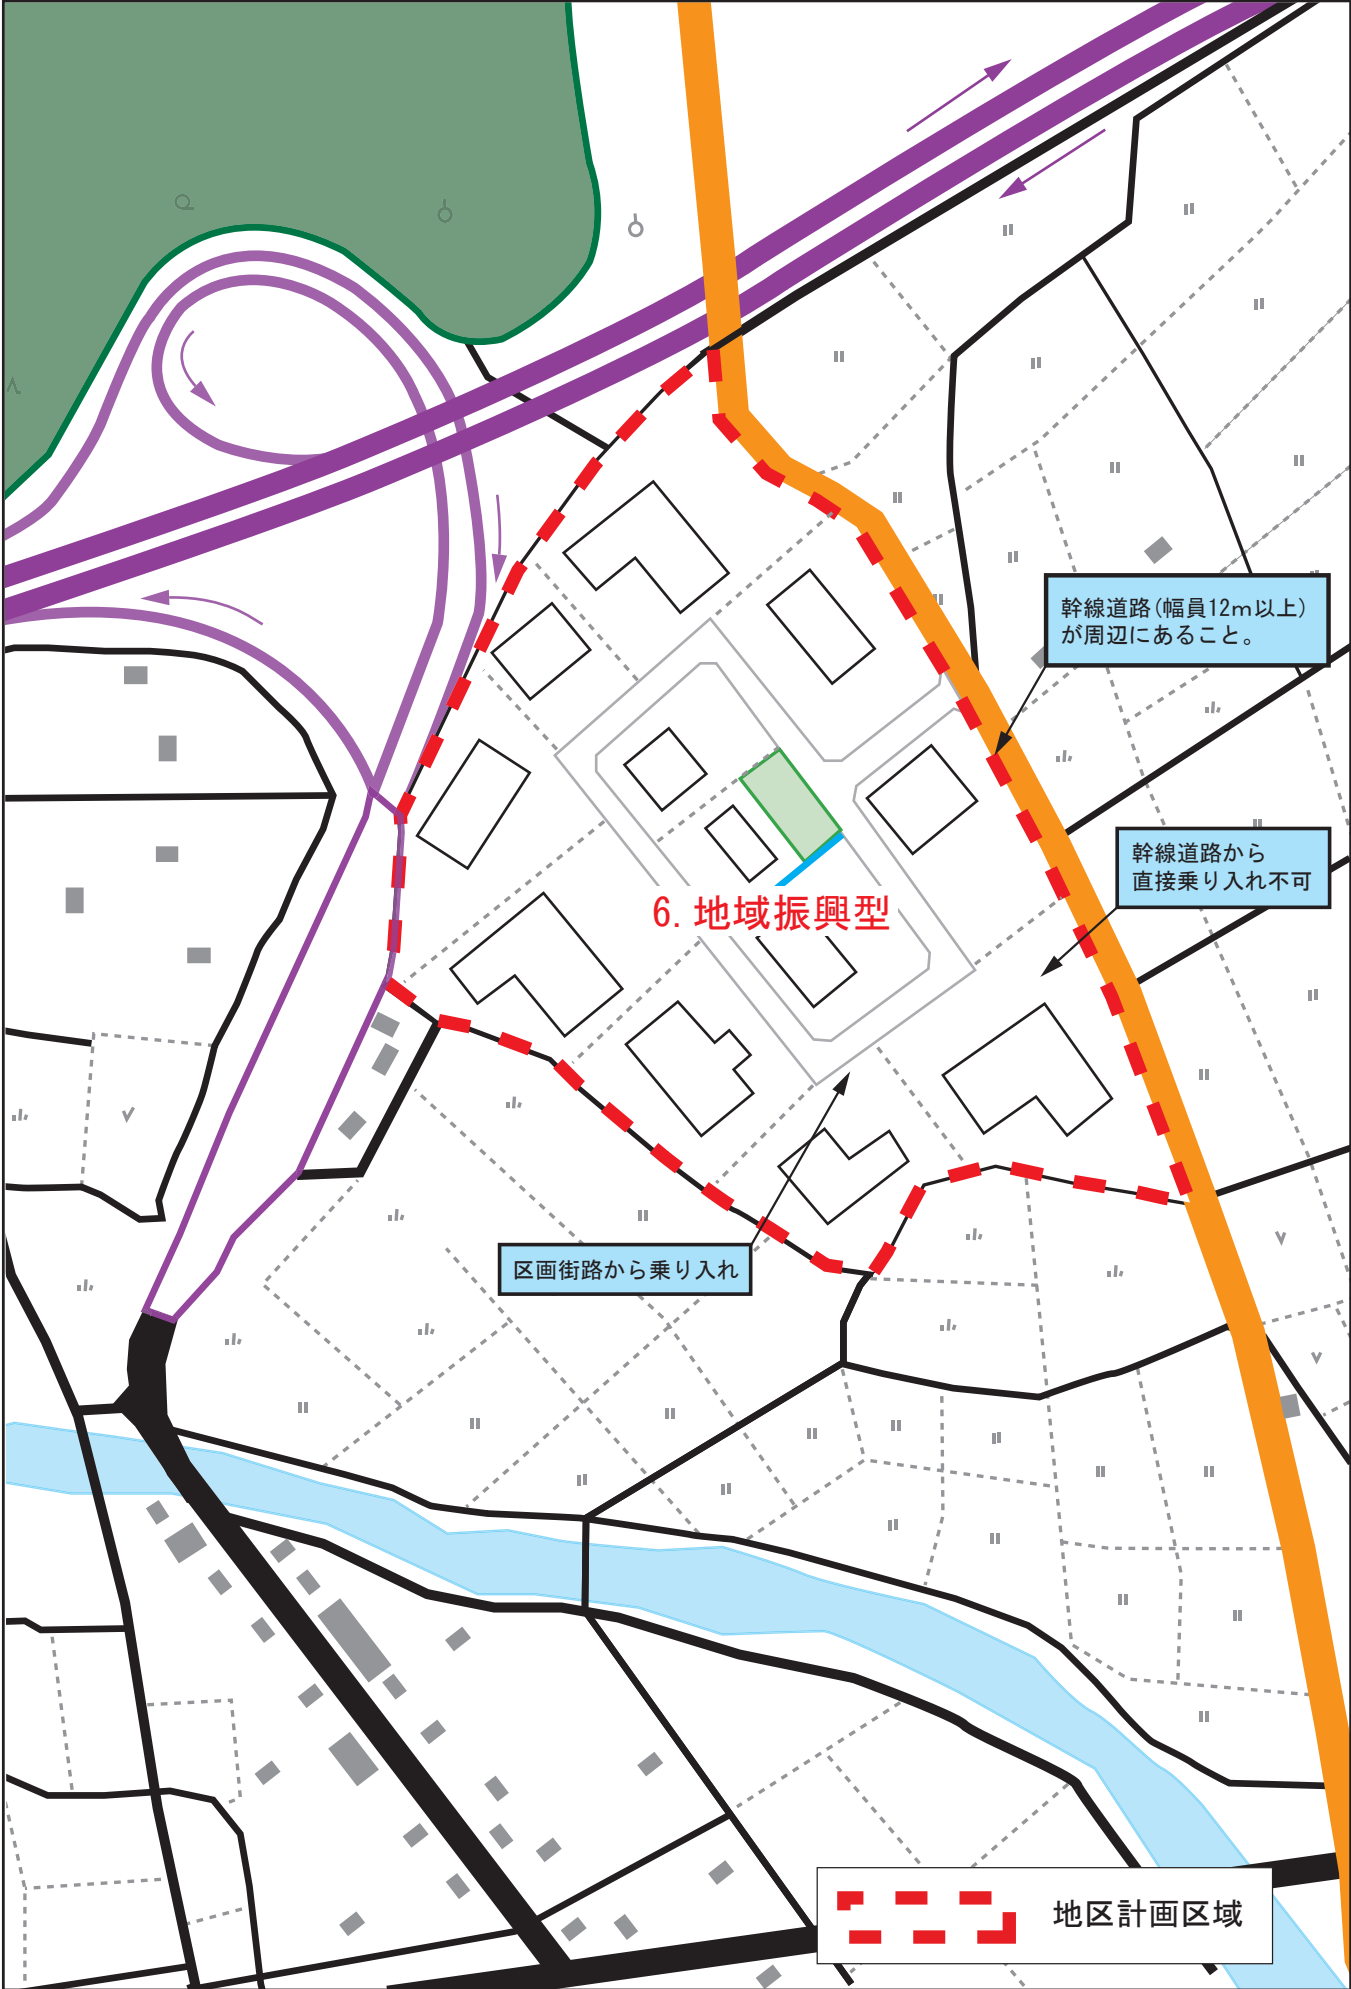 幹線道路(幅員12m以上)
が周辺にあること。
幹線道路から
直接乗り入れ不可
6. 地域振興型
区画街路から乗り入れ
地区計画区域